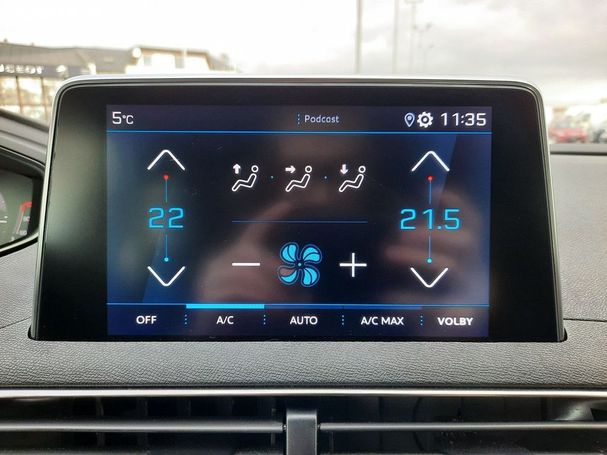 5°C
Podcast
11:35
22
21.5
OFF
A/C
AUTO
A/C MAX
VOLBY